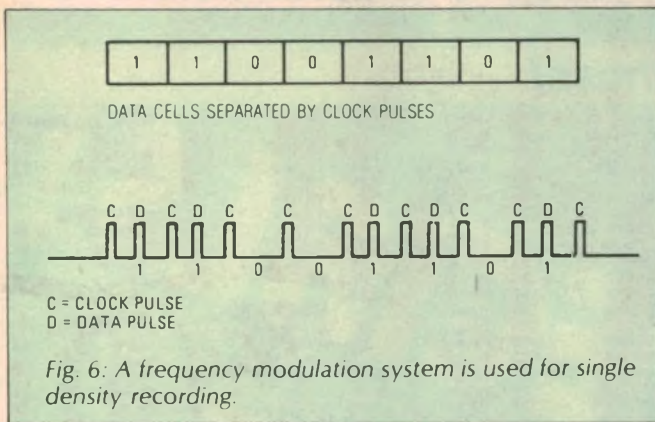 1 1 0 0 1 1 0 1
DATA CELLS SEPARATED BY CLOCK PULSES
C D C D C C C D C D C C D C
1 1 0 0 1 1 0 1
C = CLOCK PULSE
D = DATA PULSE
Fig. 6: A frequency modulation system is used for single
density recording.